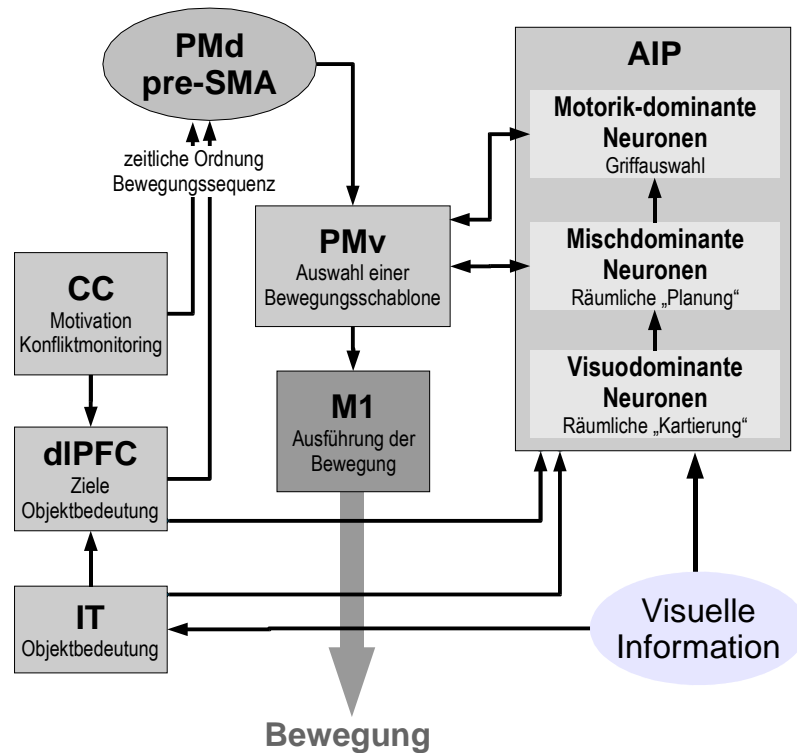 PMd
pre-SMA
zeitliche Ordnung
Bewegungssequenz
CC
Motivation
Konfliktmonitoring
dlPFC
Ziele
Objektbedeutung
IT
Objektbedeutung
PMv
Auswahl einer
Bewegungsschablone
M1
Ausführung der
Bewegung
Bewegung
AIP
Motorik-dominante
Neuronen
Griffauswahl
Mischdominante
Neuronen
Räumliche „Planung“
Visuodominante
Neuronen
Räumliche „Kartierung“
Visuelle
Information